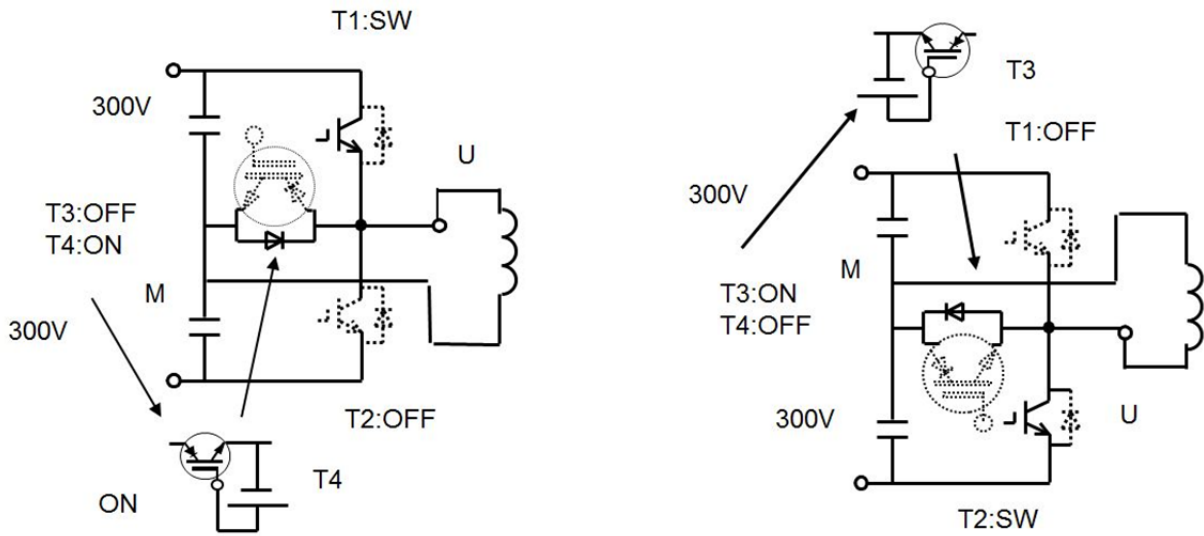 T1:SW
300V
U
T3:OFF
T4:ON
M
300V
T2:OFF
T4
ON
T3
T1:OFF
300V
M
T3:ON
T4:OFF
300V
U
T2:SW